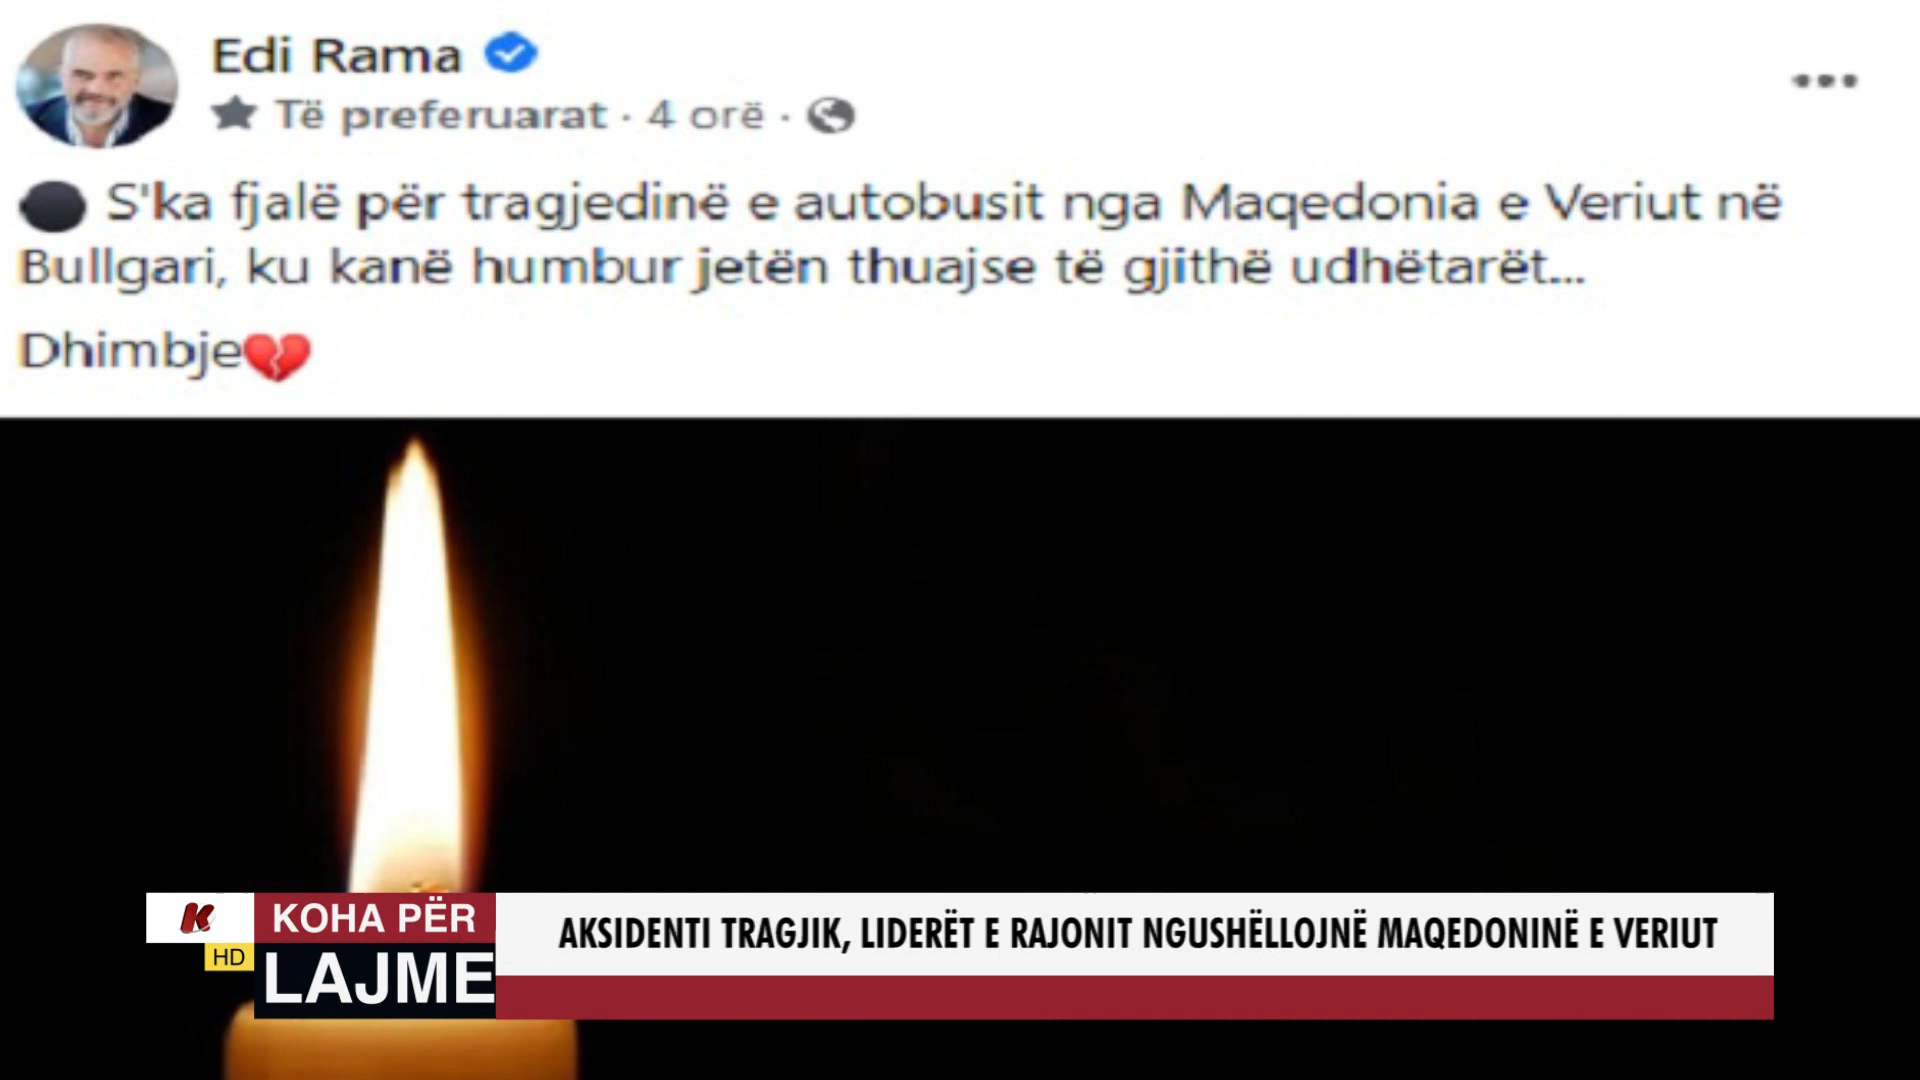 Edi Rama
Të preferuarat · 4 orë ·
S'ka fjalë për tragjedinë e autobusit nga Maqedonia e Veriut në
Bullgari, ku kanë humbur jetën thuajse të gjithë udhëtarët...
Dhimbje
K
HD
KOHA PËR
LAJME
AKSIDENTI TRAGJIK, LIDERËT E RAJONIT NGUSHËLLOJNË MAQEDONINË E VERIUT